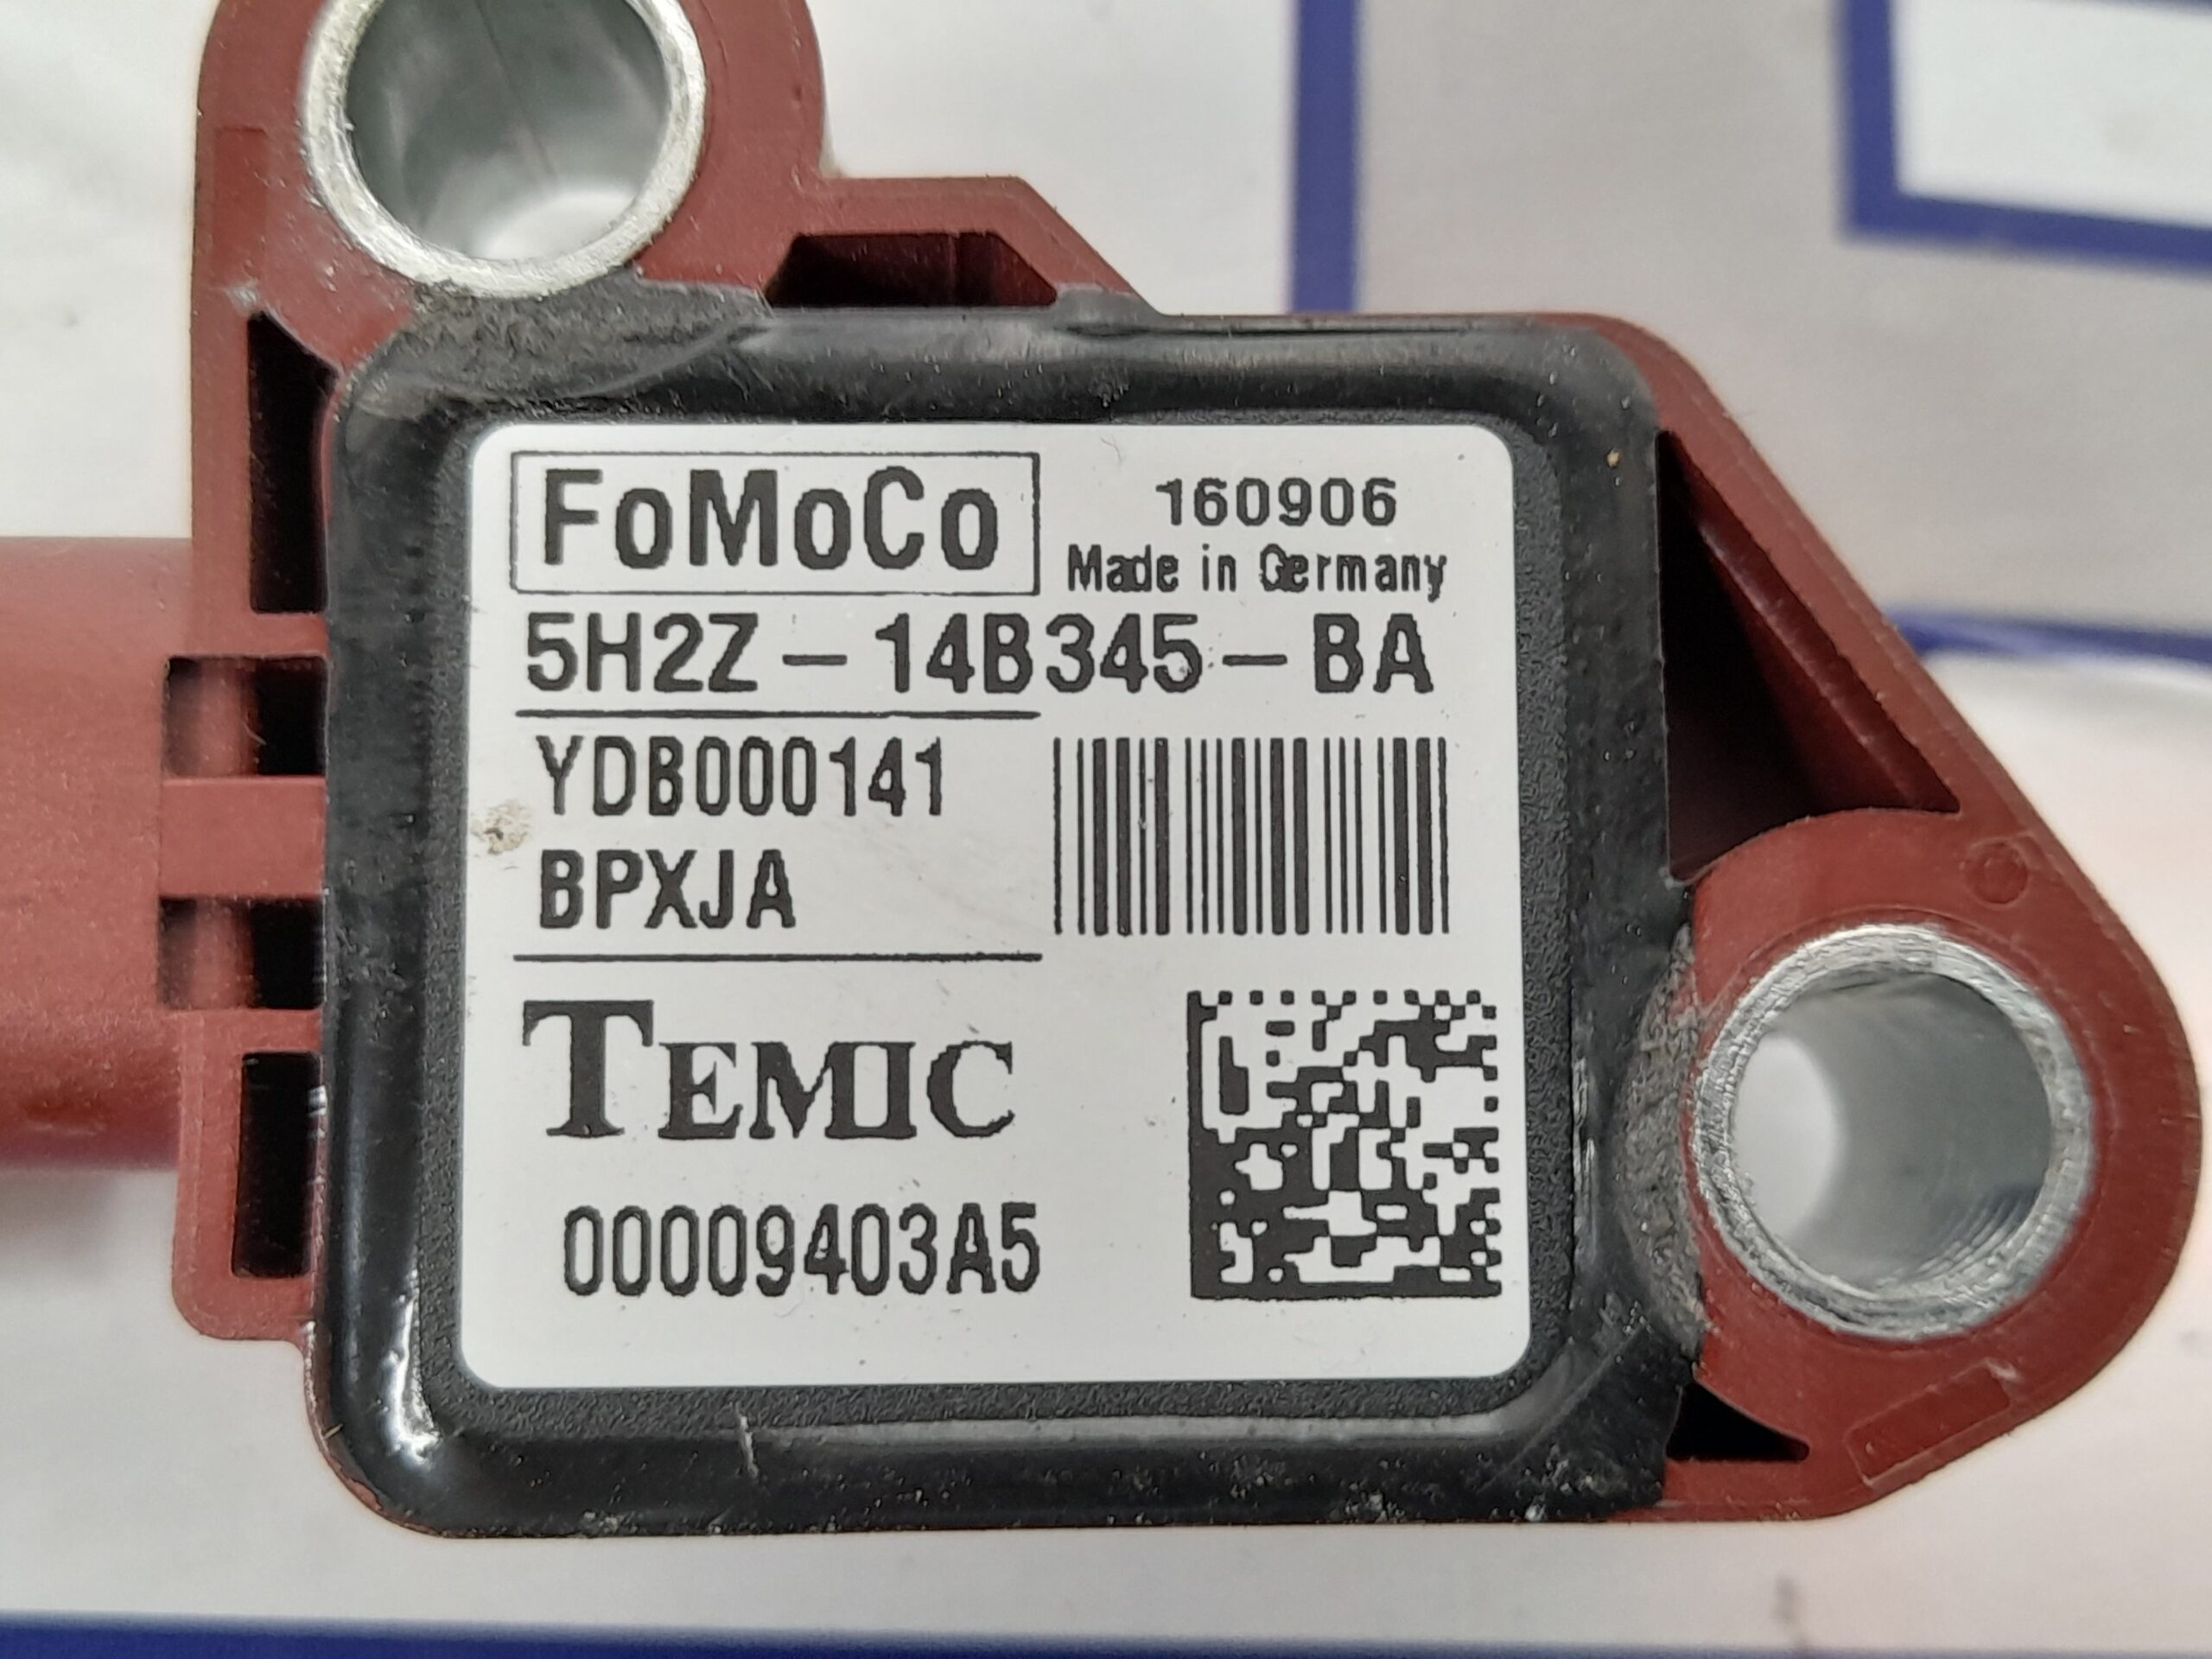 FoMoCo
160906
Made in Germany
5H2Z-14B345-BA
YDB000141
BPXJA
TEMIC
00009403A5